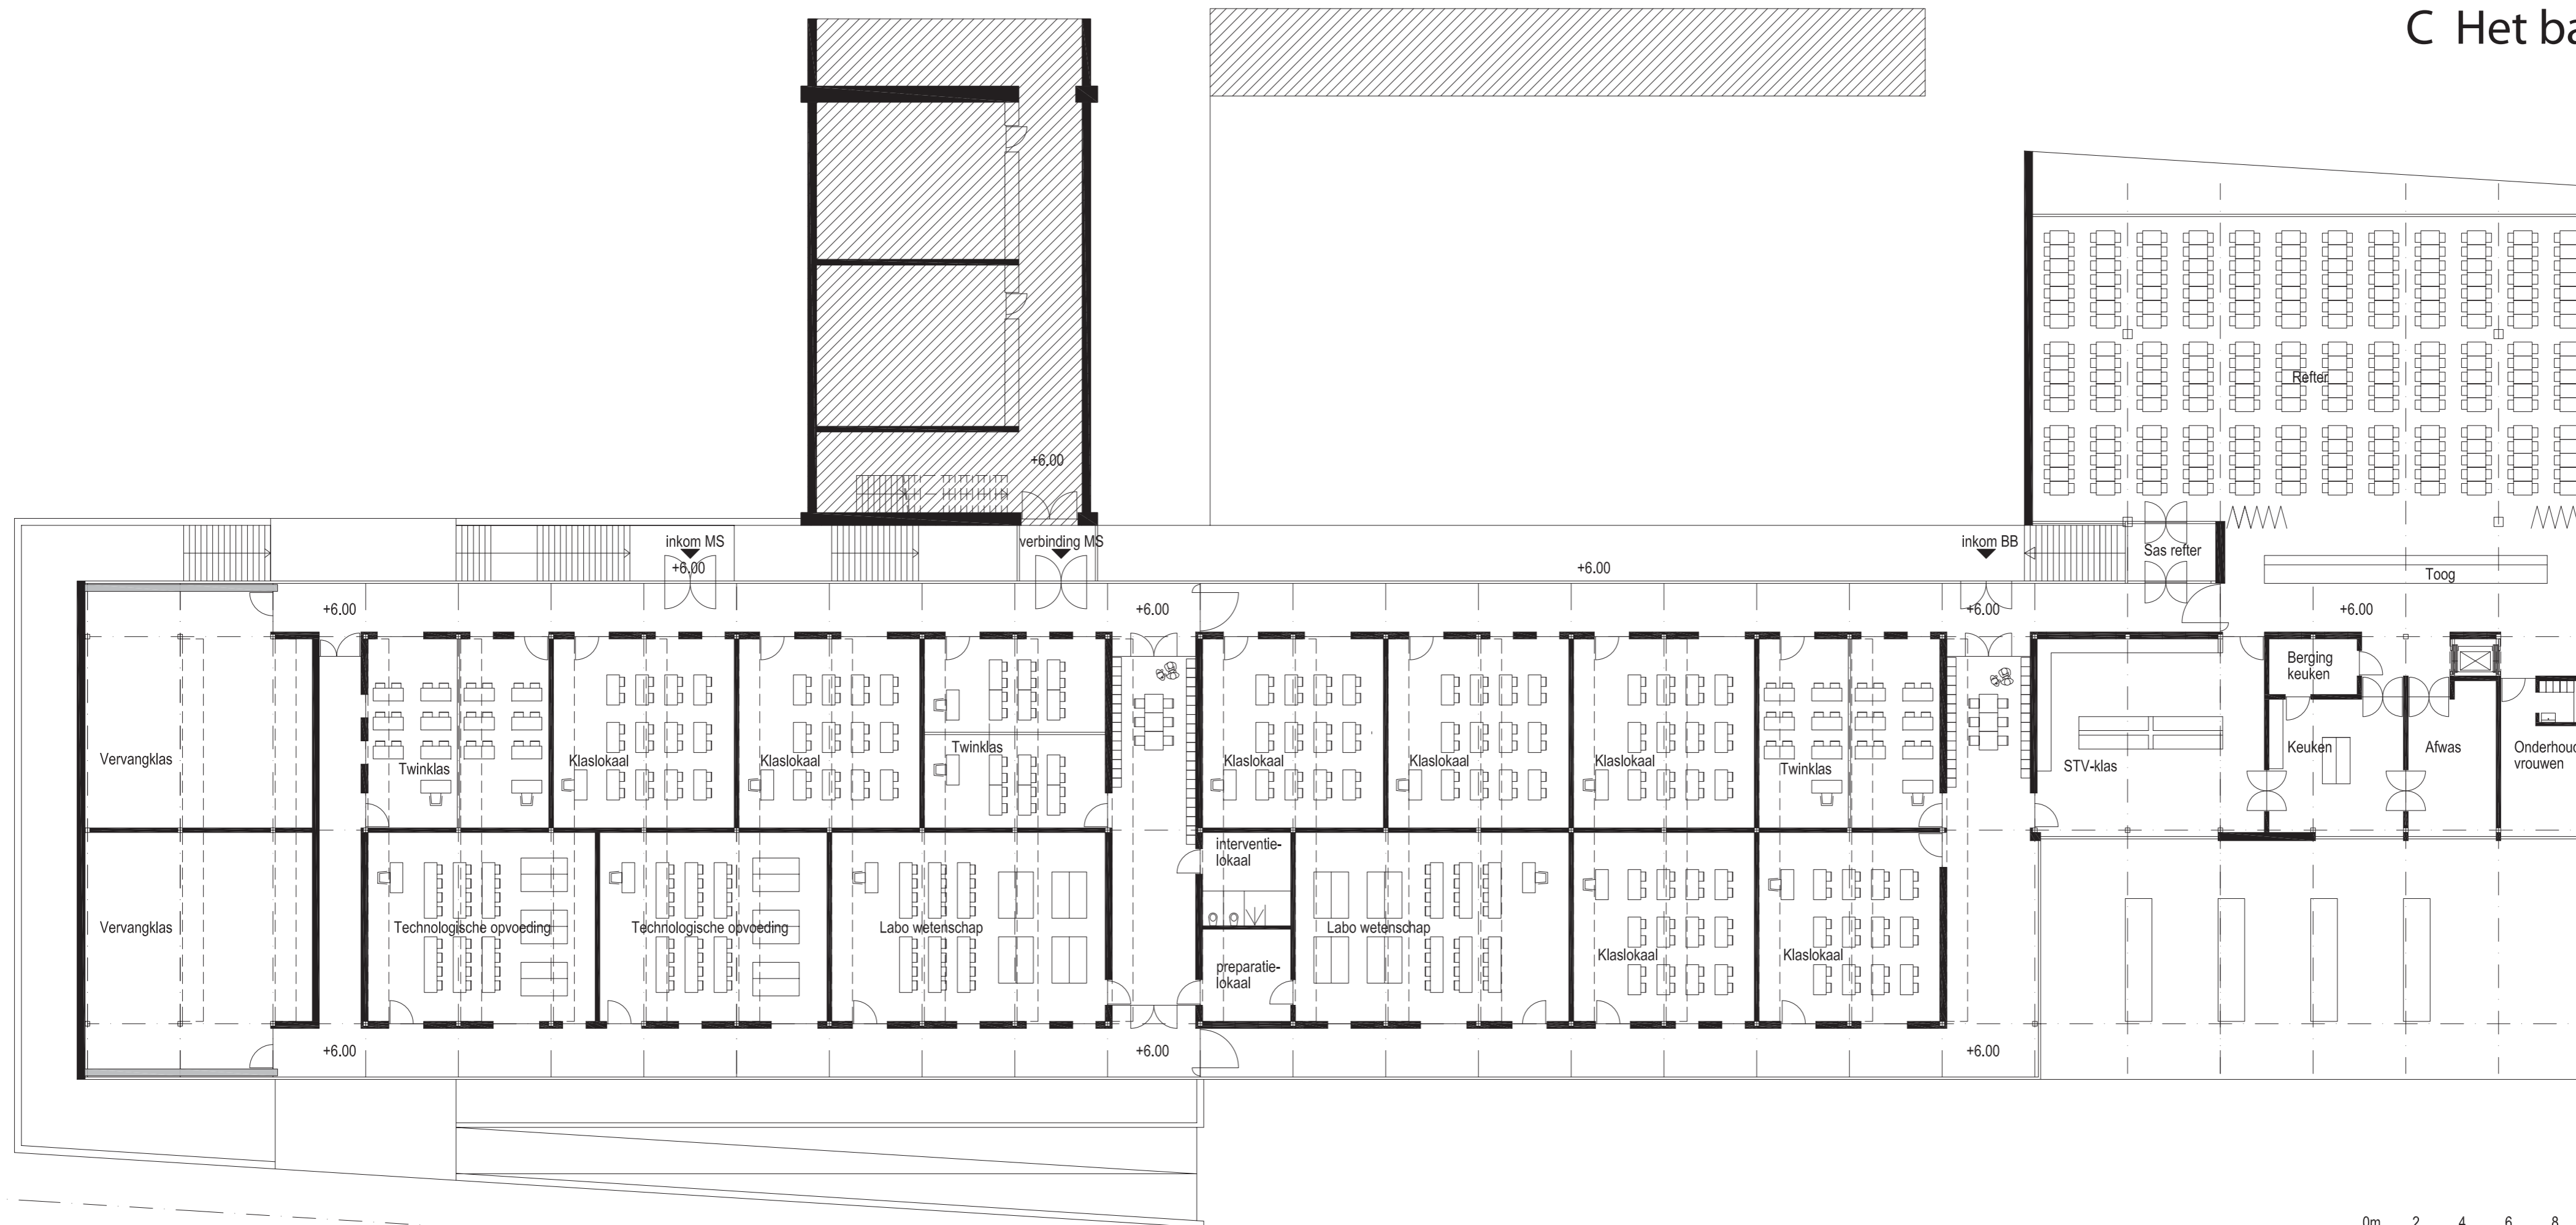 C Het ba
+6.00
Refter
inkom MS
+6.00
verbinding MS
+6.00
inkom BB
Sas refter
Toog
+6.00
+6.00
+6.00
+6.00
Berging
keuken
Vervangklas
Twinklas
Klaslokaal
Klaslokaal
Twinklas
Klaslokaal
Klaslokaal
Klaslokaal
Twinklas
STV-klas
Keuken
Afwas
Onderhoud
vrouwen
interventie-
lokaal
Vervangklas
Technologische opvoeding
Technologische opvoeding
Labo wetenschap
preparatie-
lokaal
Labo wetenschap
Klaslokaal
Klaslokaal
+6.00
+6.00
+6.00
0m 2 4 6 8